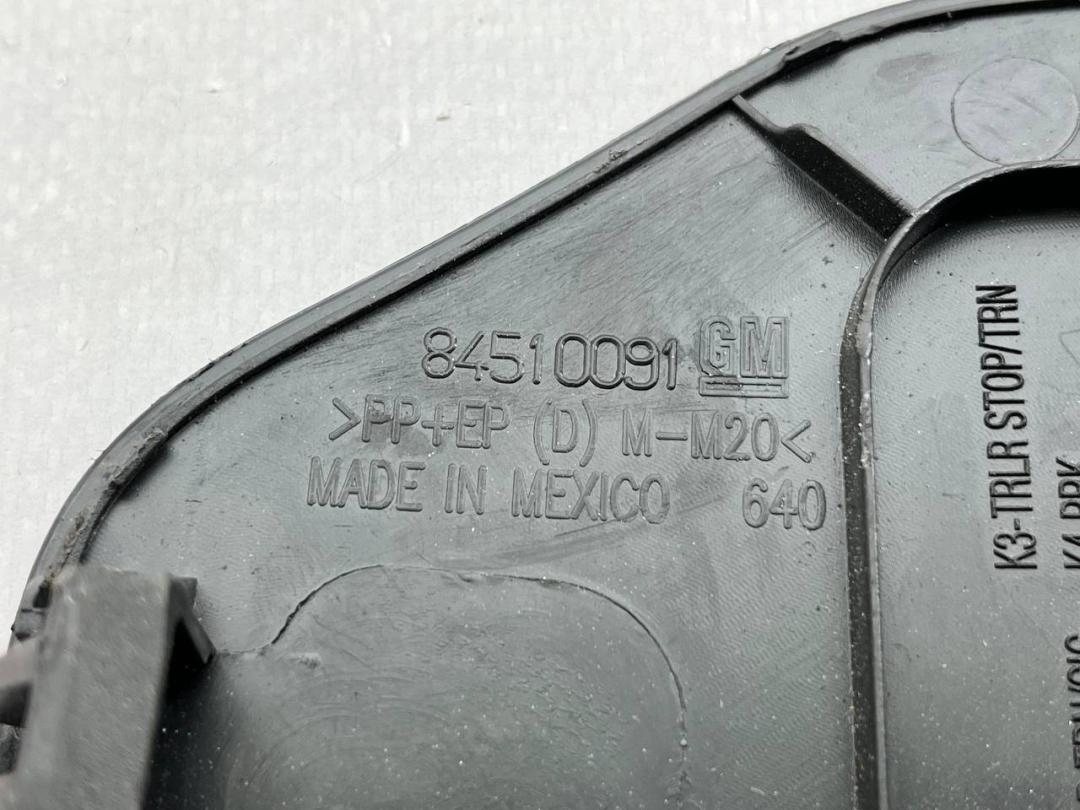 84510091 GM
>PP+EP (D) M-M20<
MADE IN MEXICO 640
K3-TRLR STOP/TRN